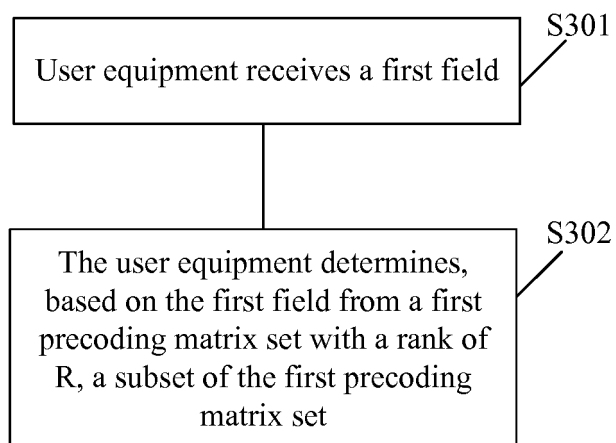 S301
User equipment receives a first field
S302
The user equipment determines,
based on the first field from a first
precoding matrix set with a rank of
R, a subset of the first precoding
matrix set